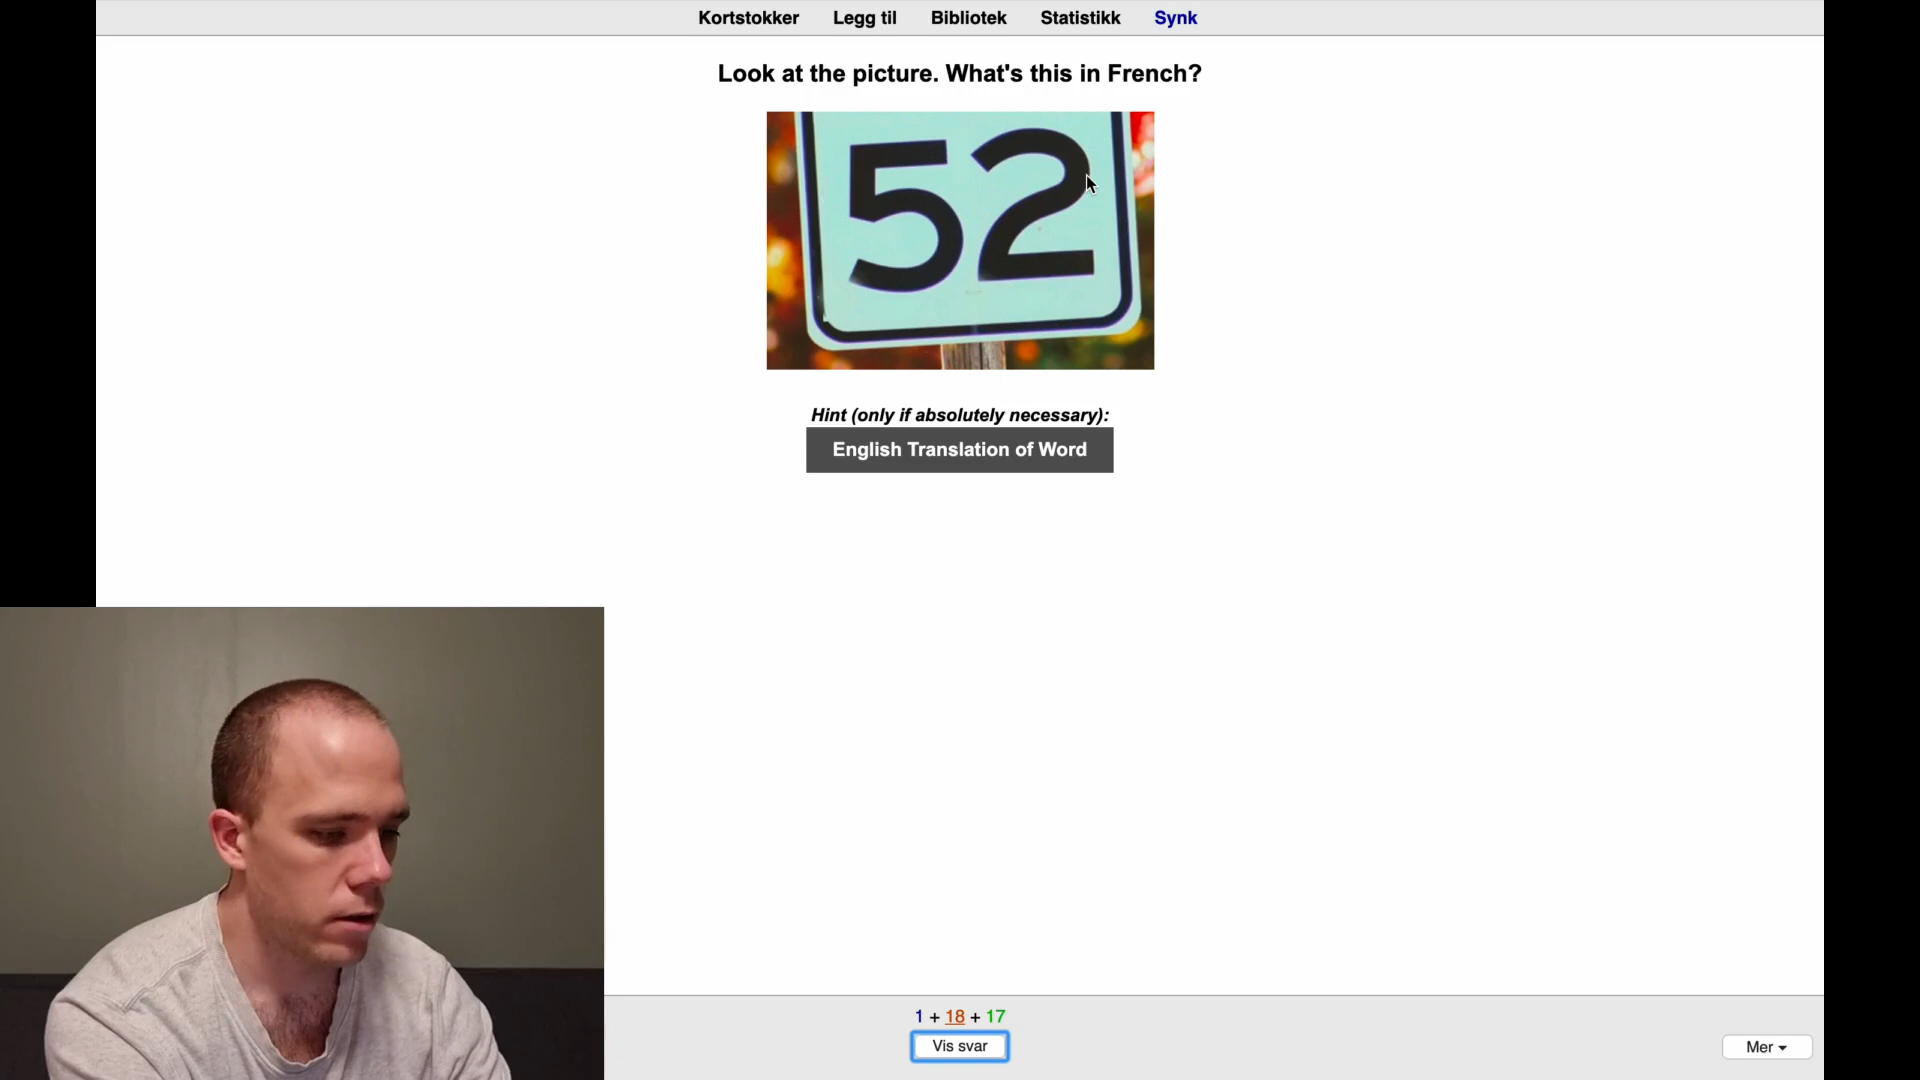 Kortstokker Legg til Bibliotek Statistikk Synk
Look at the picture. What's this in French?
52
Hint (only if absolutely necessary):
English Translation of Word
1 + 18 + 17
Vis svar
Mer